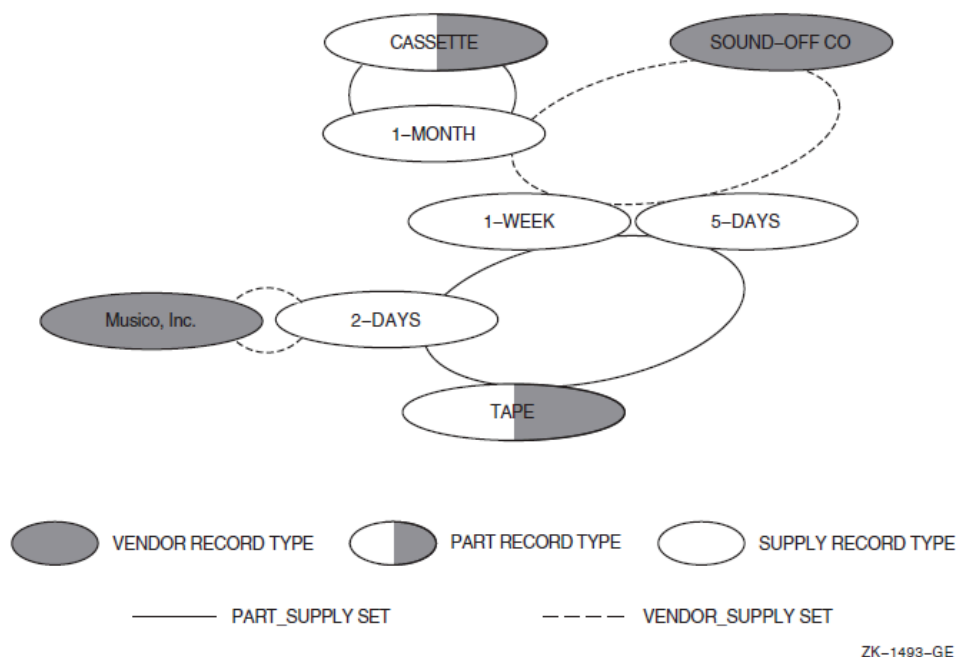 CASSETTE
SOUND–OFF CO
1–MONTH
1–WEEK
5–DAYS
Musico, Inc.
2–DAYS
TAPE
VENDOR RECORD TYPE
PART RECORD TYPE
SUPPLY RECORD TYPE
PART_SUPPLY SET
VENDOR_SUPPLY SET
ZK–1493–GE